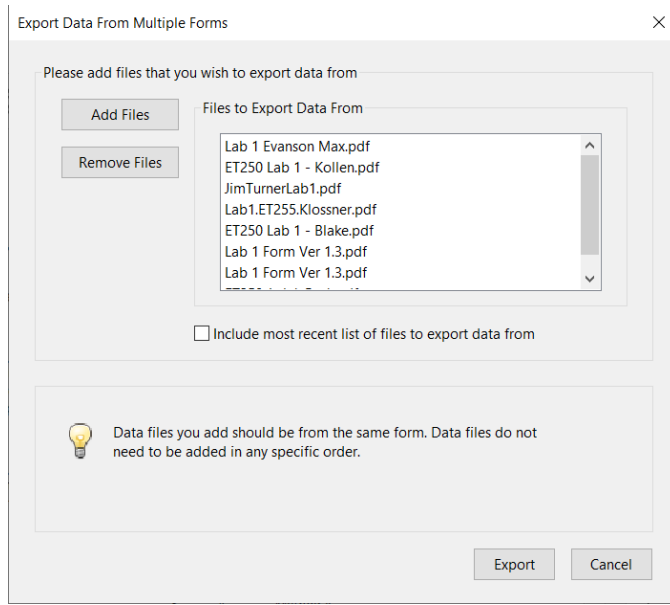 Export Data From Multiple Forms
Please add files that you wish to export data from
Add Files
Remove Files
Files to Export Data From
Lab 1 Evanson Max.pdf
ET250 Lab 1 - Kollen.pdf
JimTurnerLab1.pdf
Lab1.ET255.Klossner.pdf
ET250 Lab 1 - Blake.pdf
Lab 1 Form Ver 1.3.pdf
Lab 1 Form Ver 1.3.pdf
Include most recent list of files to export data from
Data files you add should be from the same form. Data files do not
need to be added in any specific order.
Export
Cancel